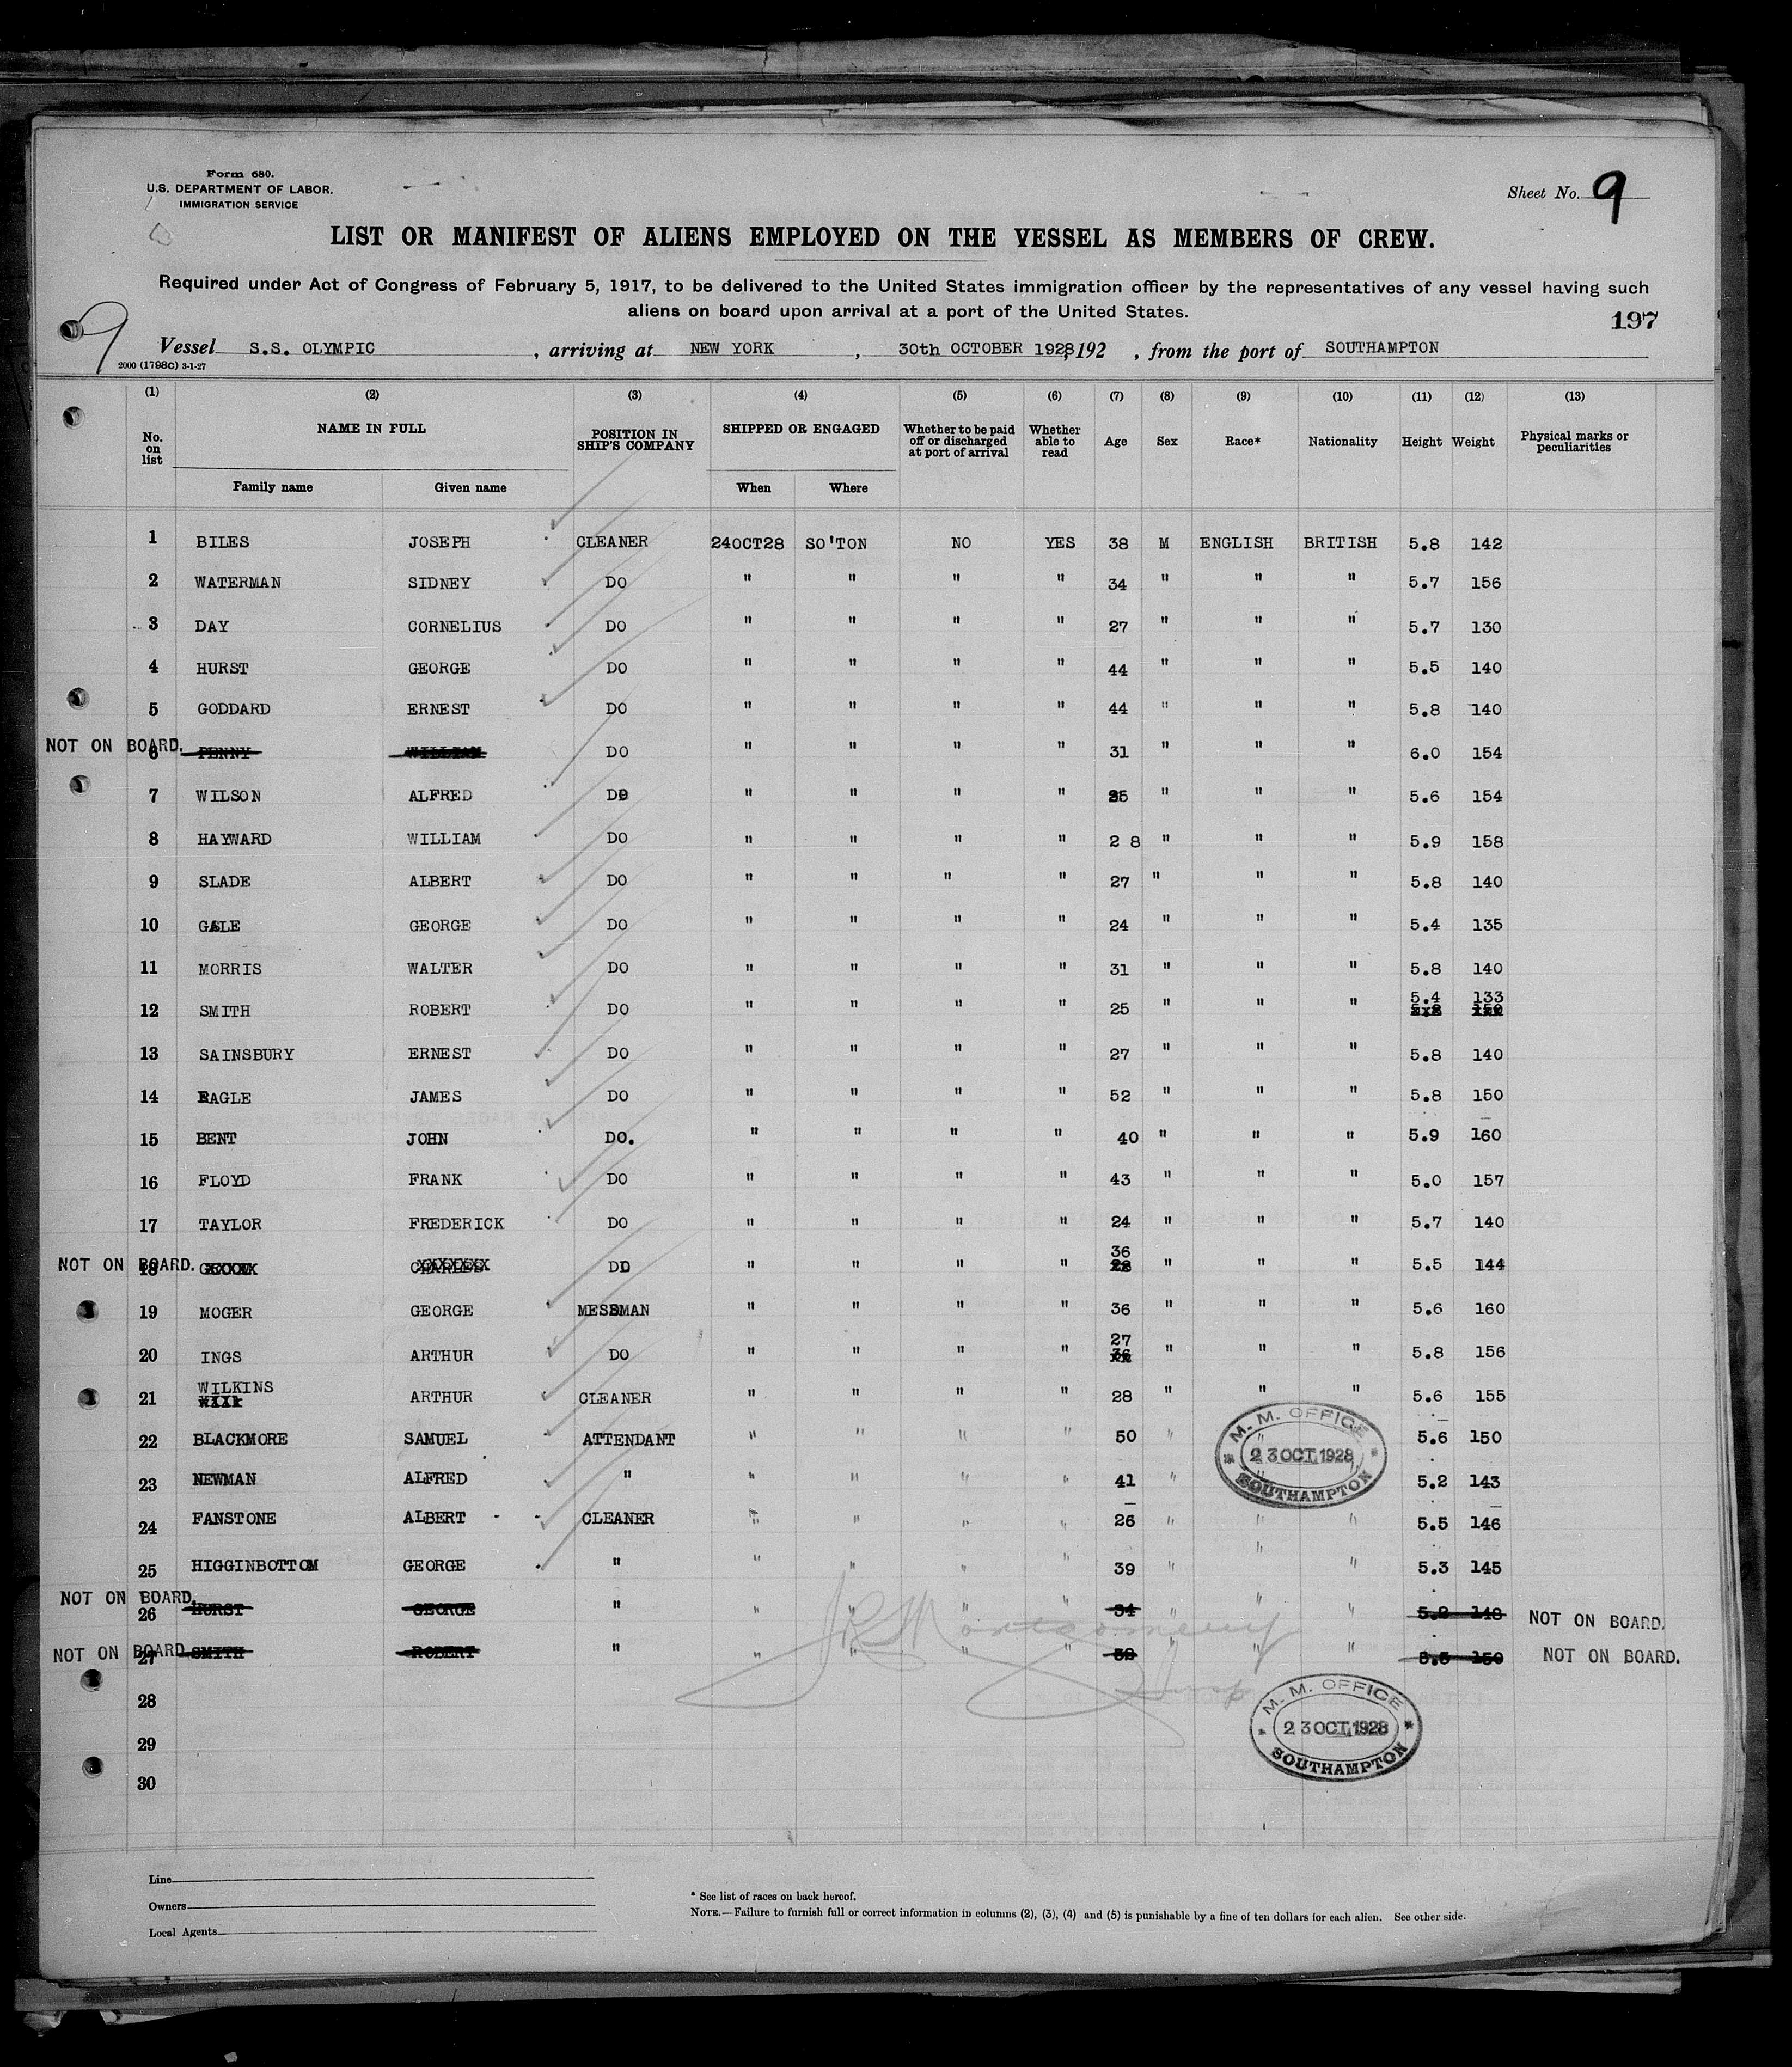 Form 680.
U.S. DEPARTMENT OF LABOR.
IMMIGRATION SERVICE
Sheet No. 9
LIST OR MANIFEST OF ALIENS EMPLOYED ON THE VESSEL AS MEMBERS OF CREW.
Required under Act of Congress of February 5, 1917, to be delivered to the United States immigration officer by the representatives of any vessel having such
aliens on board upon arrival at a port of the United States.
197
9
Vessel S.S. OLYMPIC, arriving at NEW YORK, 30th OCTOBER 1928, 192, from the port of SOUTHAMPTON
2000 (1798C) 3-1-27
(1) (2) (3) (4) (5) (6) (7) (8) (9) (10) (11) (12) (13)
No. on list NAME IN FULL POSITION IN SHIP'S COMPANY SHIPPED OR ENGAGED Whether to be paid off or discharged at port of arrival Whether able to read Age Sex Race* Nationality Height Weight Physical marks or peculiarities
Family name Given name When Where
1 BILES JOSEPH CLEANER 24OCT28 SO'TON NO YES 38 M ENGLISH BRITISH 5.8 142
2 WATERMAN SIDNEY DO " " " " 34 " " " 5.7 156
3 DAY CORNELIUS DO " " " " 27 " " " 5.7 130
4 HURST GEORGE DO " " " " 44 " " " 5.5 140
5 GODDARD ERNEST DO " " " " 44 " " " 5.8 140
NOT ON BOARD. 6 PENNY WILLIAM DO " " " " 31 " " " 6.0 154
7 WILSON ALFRED DO " " " " 35 " " " 5.6 154
8 HAYWARD WILLIAM DO " " " " 2 8 " " " 5.9 158
9 SLADE ALBERT DO " " " " 27 " " " 5.8 140
10 GALE GEORGE DO " " " " 24 " " " 5.4 135
11 MORRIS WALTER DO " " " " 31 " " " 5.8 140
12 SMITH ROBERT DO " " " " 25 " " " 5.4 133
13 SAINSBURY ERNEST DO " " " " 27 " " " 5.8 140
14 EAGLE JAMES DO " " " " 52 " " " 5.8 150
15 BENT JOHN DO. " " " " 40 " " " 5.9 160
16 FLOYD FRANK DO " " " " 43 " " " 5.0 157
17 TAYLOR FREDERICK DO " " " " 24 " " " 5.7 140
NOT ON BOARD. 18 CHARLES DO " " " " 36 " " " 5.5 144
19 MOGER GEORGE MESSMAN " " " " 36 " " " 5.6 160
20 INGS ARTHUR DO " " " " 27 36 " " " 5.8 156
21 WILKINS ARTHUR CLEANER " " " " 28 " " " 5.6 155
22 BLACKMORE SAMUEL ATTENDANT " " " " 50 " " " 5.6 150
23 NEWMAN ALFRED " " " " " 41 " " " 5.2 143
24 FANSTONE ALBERT CLEANER " " " " 26 " " " 5.5 146
25 HIGGINBOTTOM GEORGE " " " " " 39 " " " 5.3 145
NOT ON BOARD. 26 HURST GEORGE " " " " " 34 " " " 5.2 148 NOT ON BOARD.
NOT ON BOARD. 27 SMITH ROBERT " " " " " " " " 150 NOT ON BOARD.
28
29
30
M. M. OFFICE
23 OCT. 1928
SOUTHAMPTON
JR Montgomery
Surg
M. M. OFFICE
23 OCT. 1928
SOUTHAMPTON
Line
Owners
Local Agents
* See list of races on back hereof.
NOTE.—Failure to furnish full or correct information in columns (2), (3), (4) and (5) is punishable by a fine of ten dollars for each alien. See other side.